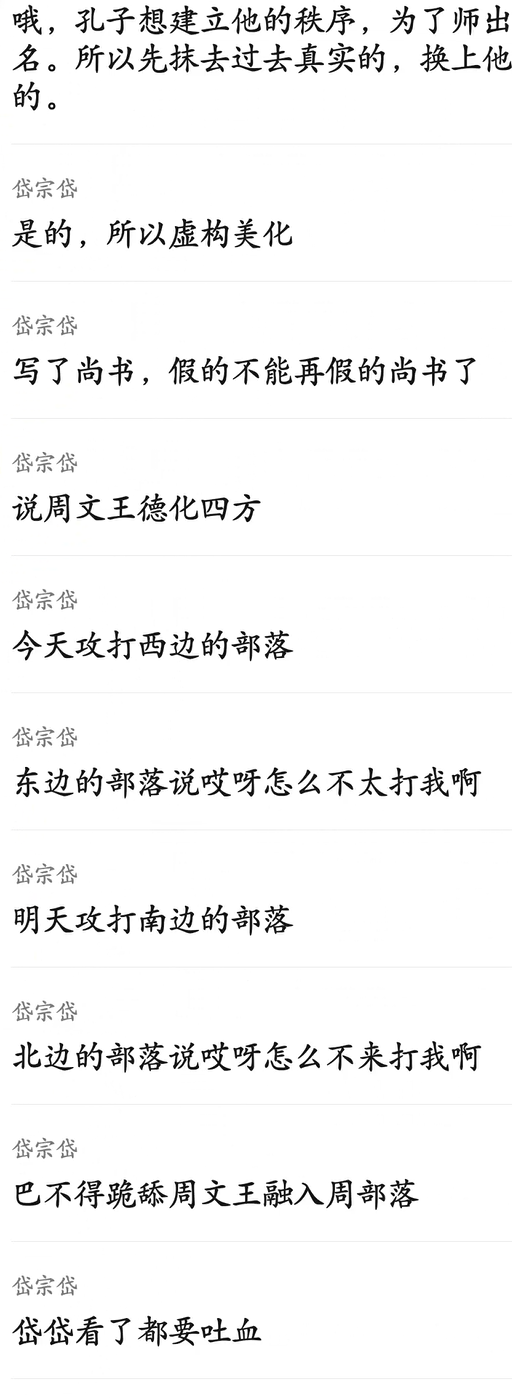 哦，孔子想建立他的秩序，为了师出
名。所以先抹去过去真实的，换上他
的。
岱宗岱
是的，所以虚构美化
岱宗岱
写了尚书，假的不能再假的尚书了
岱宗岱
说周文王德化四方
岱宗岱
今天攻打西边的部落
岱宗岱
东边的部落说哎呀怎么不太打我啊
岱宗岱
明天攻打南边的部落
岱宗岱
北边的部落说哎呀怎么不来打我啊
岱宗岱
巴不得跪舔周文王融入周部落
岱宗岱
岱岱看了都要吐血